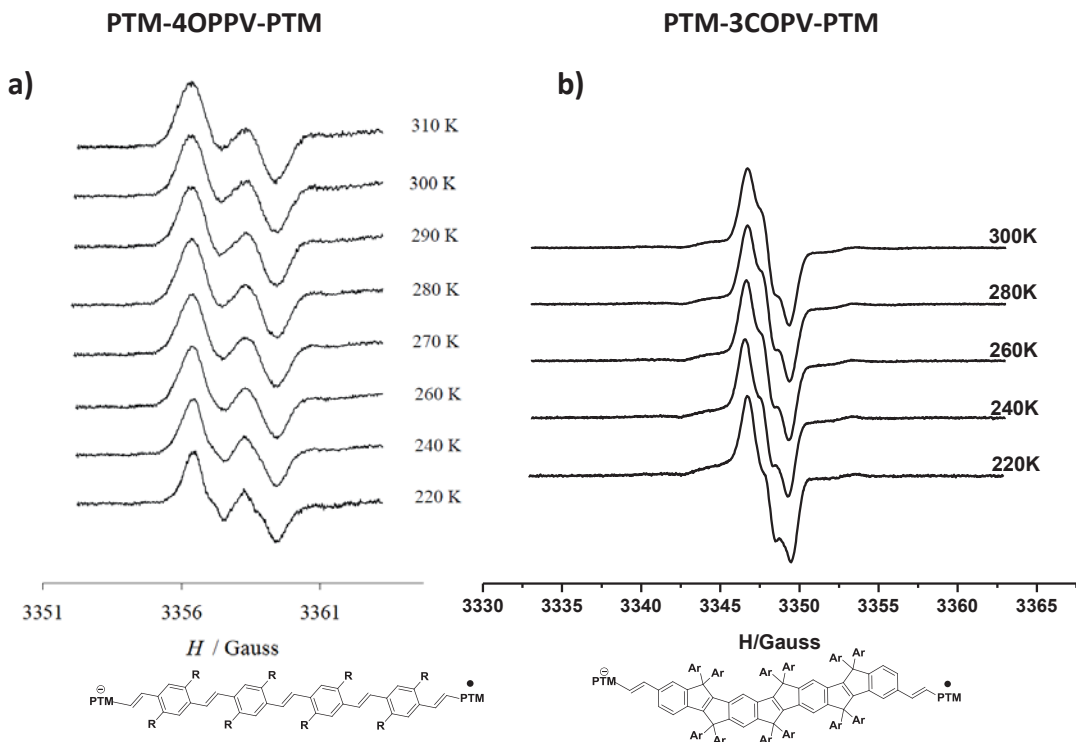 PTM-4OPPV-PTM
PTM-3COPV-PTM
a)
b)
310 K
300 K
290 K
280 K
270 K
260 K
240 K
220 K
300K
280K
260K
240K
220K
3351
3356
3361
3330 3335 3340 3345 3350 3355 3360 3365
H / Gauss
H/Gauss
PTM ⊖ R R R R R R R R PTM •
PTM ⊖ Ar Ar Ar Ar Ar Ar Ar Ar Ar Ar Ar Ar PTM •